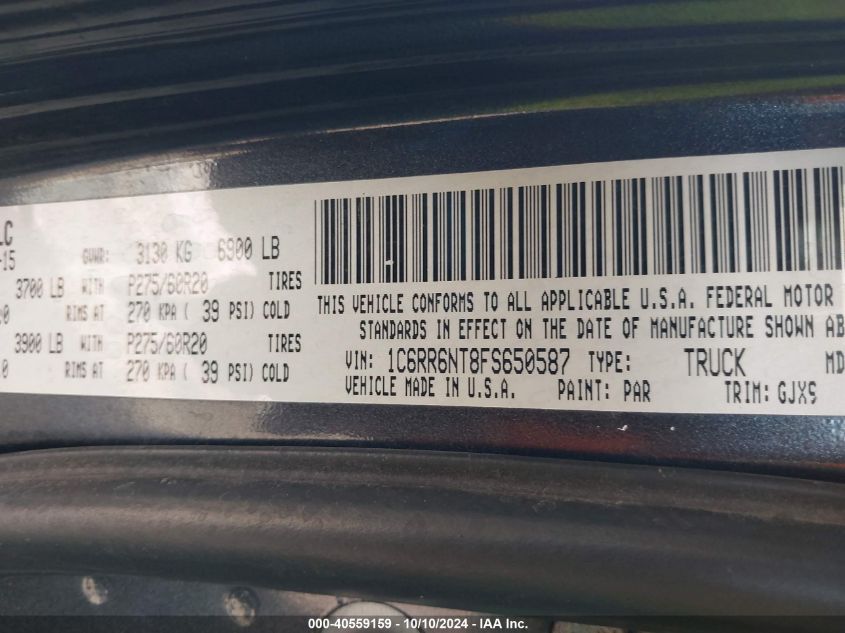 LC
-15 GVWR: 3130 KG 6900 LB
3700 LB WITH P275/60R20 TIRES
0 RIMS AT 270 KPA ( 39 PSI) COLD
3900 LB WITH P275/60R20 TIRES
0 RIMS AT 270 KPA ( 39 PSI) COLD
THIS VEHICLE CONFORMS TO ALL APPLICABLE U.S.A. FEDERAL MOTOR
STANDARDS IN EFFECT ON THE DATE OF MANUFACTURE SHOWN AB
VIN: 1C6RR6NT8FS650587 TYPE: TRUCK MD
VEHICLE MADE IN U.S.A. PAINT: PAR TRIM: GJXS
000-40559159 - 10/10/2024 - IAA Inc.